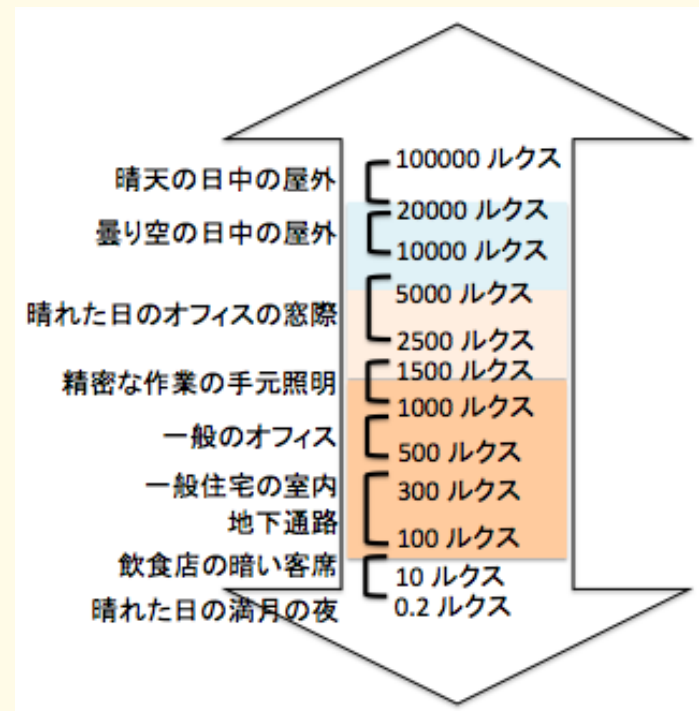 晴天の日中の屋外
100000 ルクス
20000 ルクス
曇り空の日中の屋外
10000 ルクス
5000 ルクス
晴れた日のオフィスの窓際
2500 ルクス
1500 ルクス
精密な作業の手元照明
1000 ルクス
一般のオフィス
500 ルクス
一般住宅の室内
300 ルクス
地下通路
100 ルクス
飲食店の暗い客席
10 ルクス
晴れた日の満月の夜
0.2 ルクス